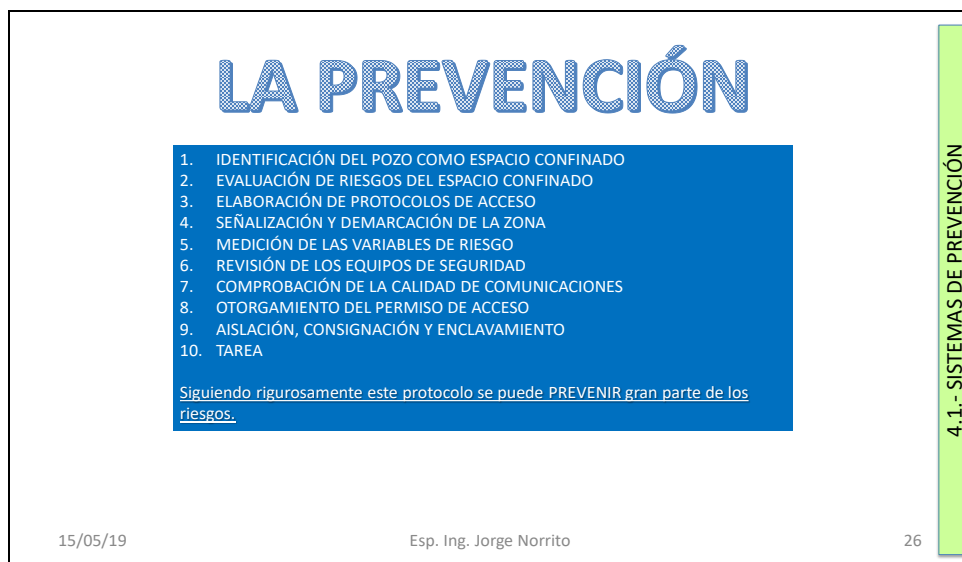 LA PREVENCIÓN
1. IDENTIFICACIÓN DEL POZO COMO ESPACIO CONFINADO
2. EVALUACIÓN DE RIESGOS DEL ESPACIO CONFINADO
3. ELABORACIÓN DE PROTOCOLOS DE ACCESO
4. SEÑALIZACIÓN Y DEMARCACIÓN DE LA ZONA
5. MEDICIÓN DE LAS VARIABLES DE RIESGO
6. REVISIÓN DE LOS EQUIPOS DE SEGURIDAD
7. COMPROBACIÓN DE LA CALIDAD DE COMUNICACIONES
8. OTORGAMIENTO DEL PERMISO DE ACCESO
9. AISLACIÓN, CONSIGNACIÓN Y ENCLAVAMIENTO
10. TAREA
Siguiendo rigurosamente este protocolo se puede PREVENIR gran parte de los
riesgos.
4.1.- SISTEMAS DE PREVENCIÓN
15/05/19
Esp. Ing. Jorge Norrito
26